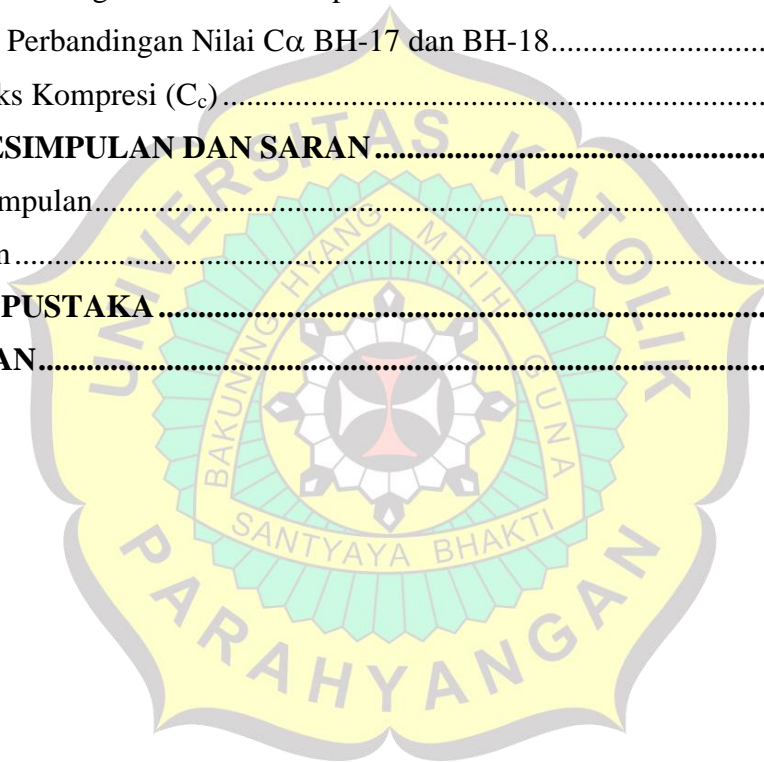 Perbandingan Nilai Cα BH-17 dan BH-18
ks Kompresi (Cc)
ESIMPULAN DAN SARAN
mpulan
n
PUSTAKA
AN
UNIVERSITAS KATOLIK
PARAHYANGAN
BAKUNING HYANG MRIH GUNA
SANTYAYA BHAKTI